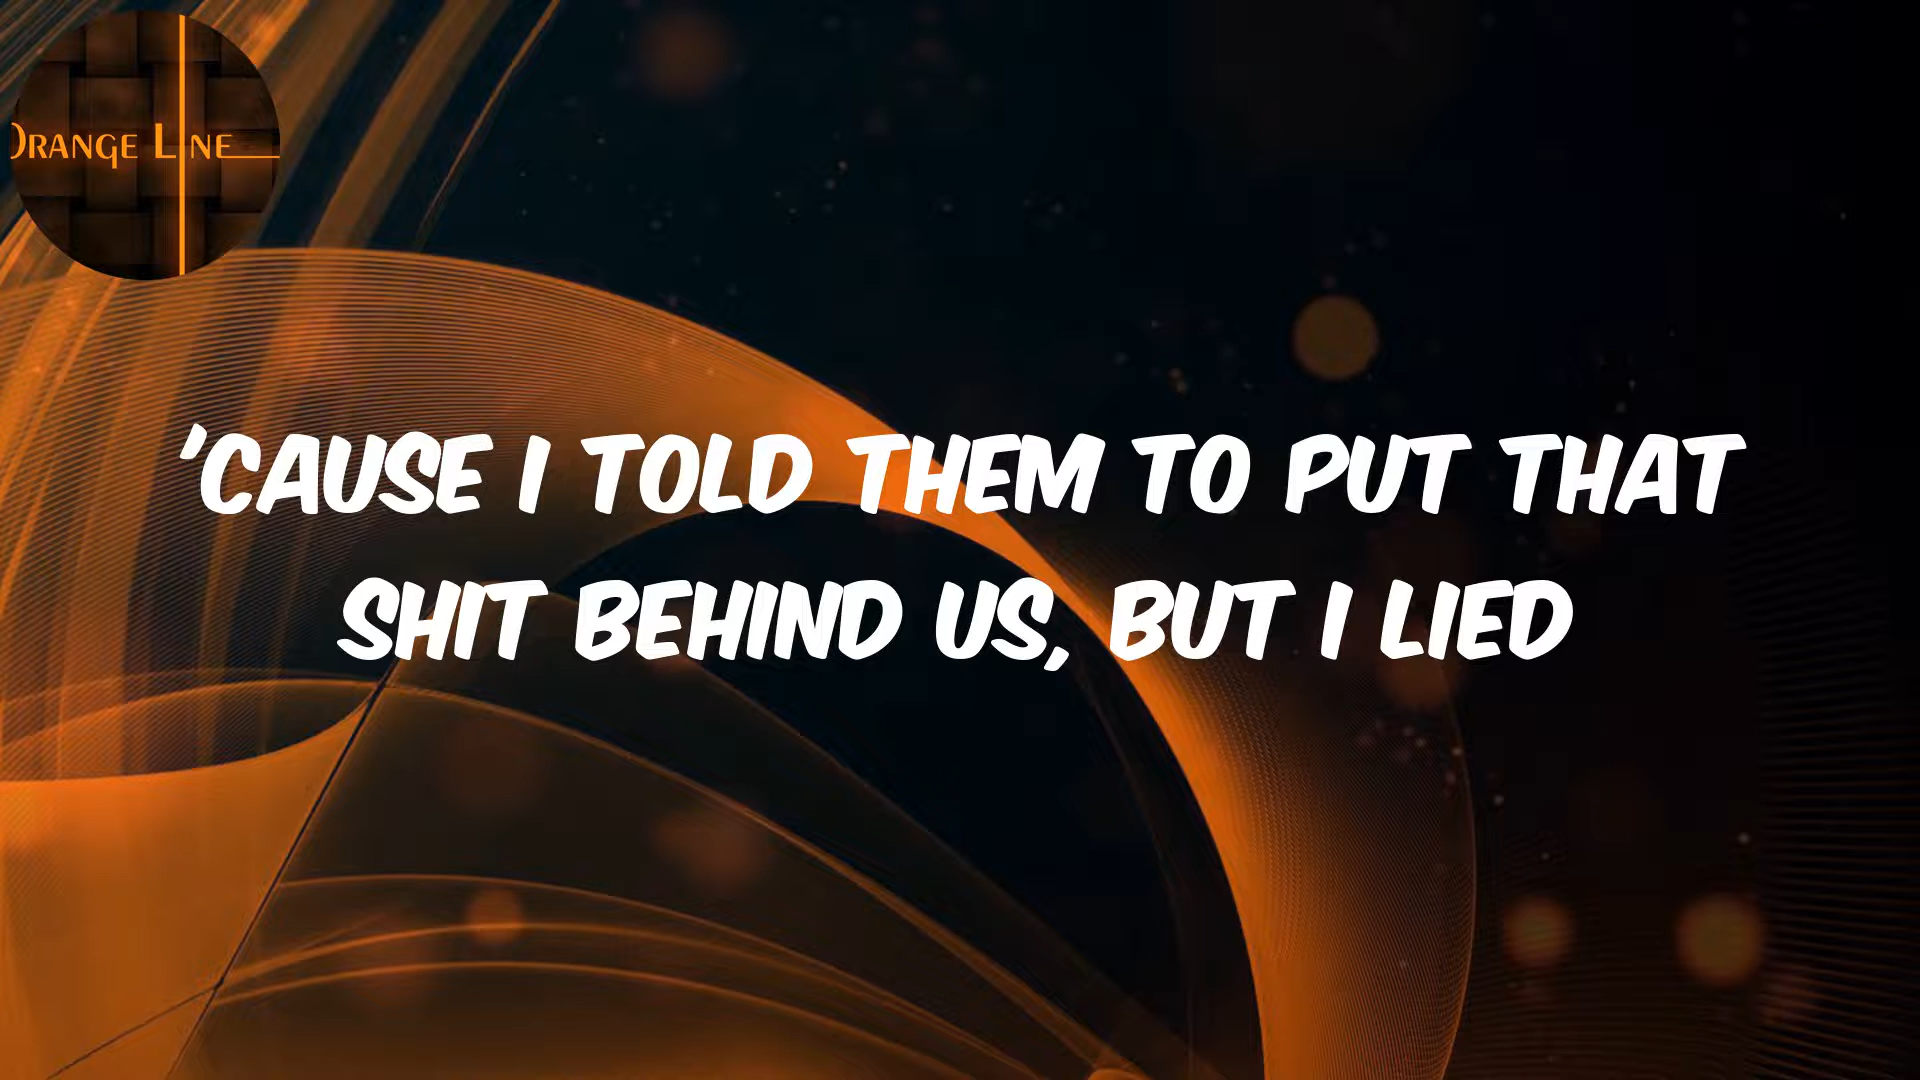 ORANGE LINE
'CAUSE I TOLD THEM TO PUT THAT
SHIT BEHIND US, BUT I LIED